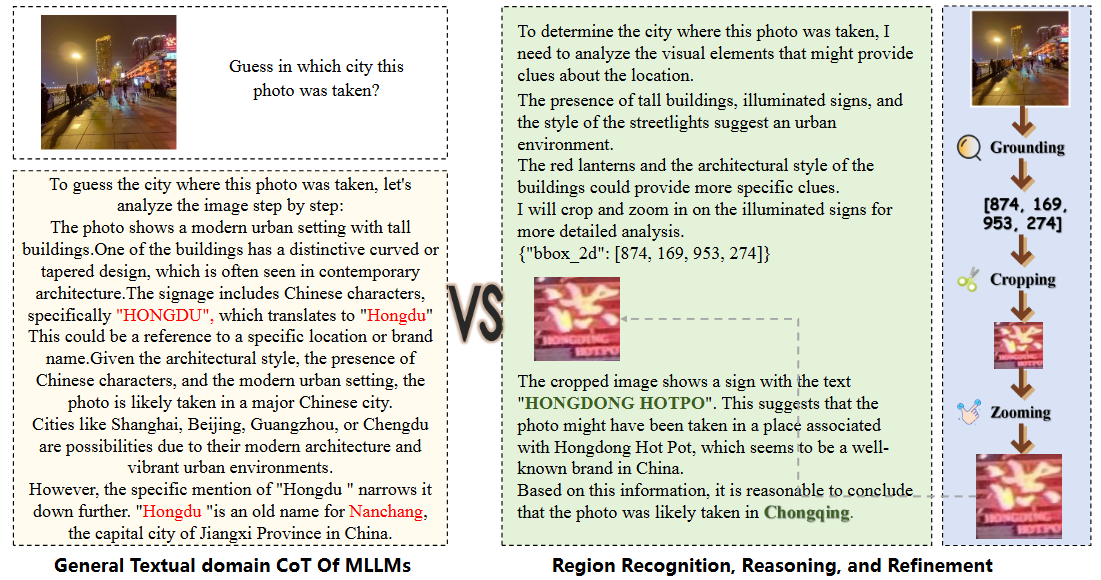 Guess in which city this
photo was taken?
To guess the city where this photo was taken, let's
analyze the image step by step:
The photo shows a modern urban setting with tall
buildings.One of the buildings has a distinctive curved or
tapered design, which is often seen in contemporary
architecture.The signage includes Chinese characters,
specifically "HONGDU", which translates to "Hongdu"
This could be a reference to a specific location or brand
name.Given the architectural style, the presence of
Chinese characters, and the modern urban setting, the
photo is likely taken in a major Chinese city.
Cities like Shanghai, Beijing, Guangzhou, or Chengdu
are possibilities due to their modern architecture and
vibrant urban environments.
However, the specific mention of "Hongdu " narrows it
down further. "Hongdu "is an old name for Nanchang,
the capital city of Jiangxi Province in China.
General Textual domain CoT Of MLLMs
VS
To determine the city where this photo was taken, I
need to analyze the visual elements that might provide
clues about the location.
The presence of tall buildings, illuminated signs, and
the style of the streetlights suggest an urban
environment.
The red lanterns and the architectural style of the
buildings could provide more specific clues.
I will crop and zoom in on the illuminated signs for
more detailed analysis.
{"bbox_2d": [874, 169, 953, 274]}
The cropped image shows a sign with the text
"HONGDONG HOTPO". This suggests that the
photo might have been taken in a place associated
with Hongdong Hot Pot, which seems to be a well-
known brand in China.
Based on this information, it is reasonable to conclude
that the photo was likely taken in Chongqing.
Grounding
[874, 169,
953, 274]
Cropping
Zooming
Region Recognition, Reasoning, and Refinement